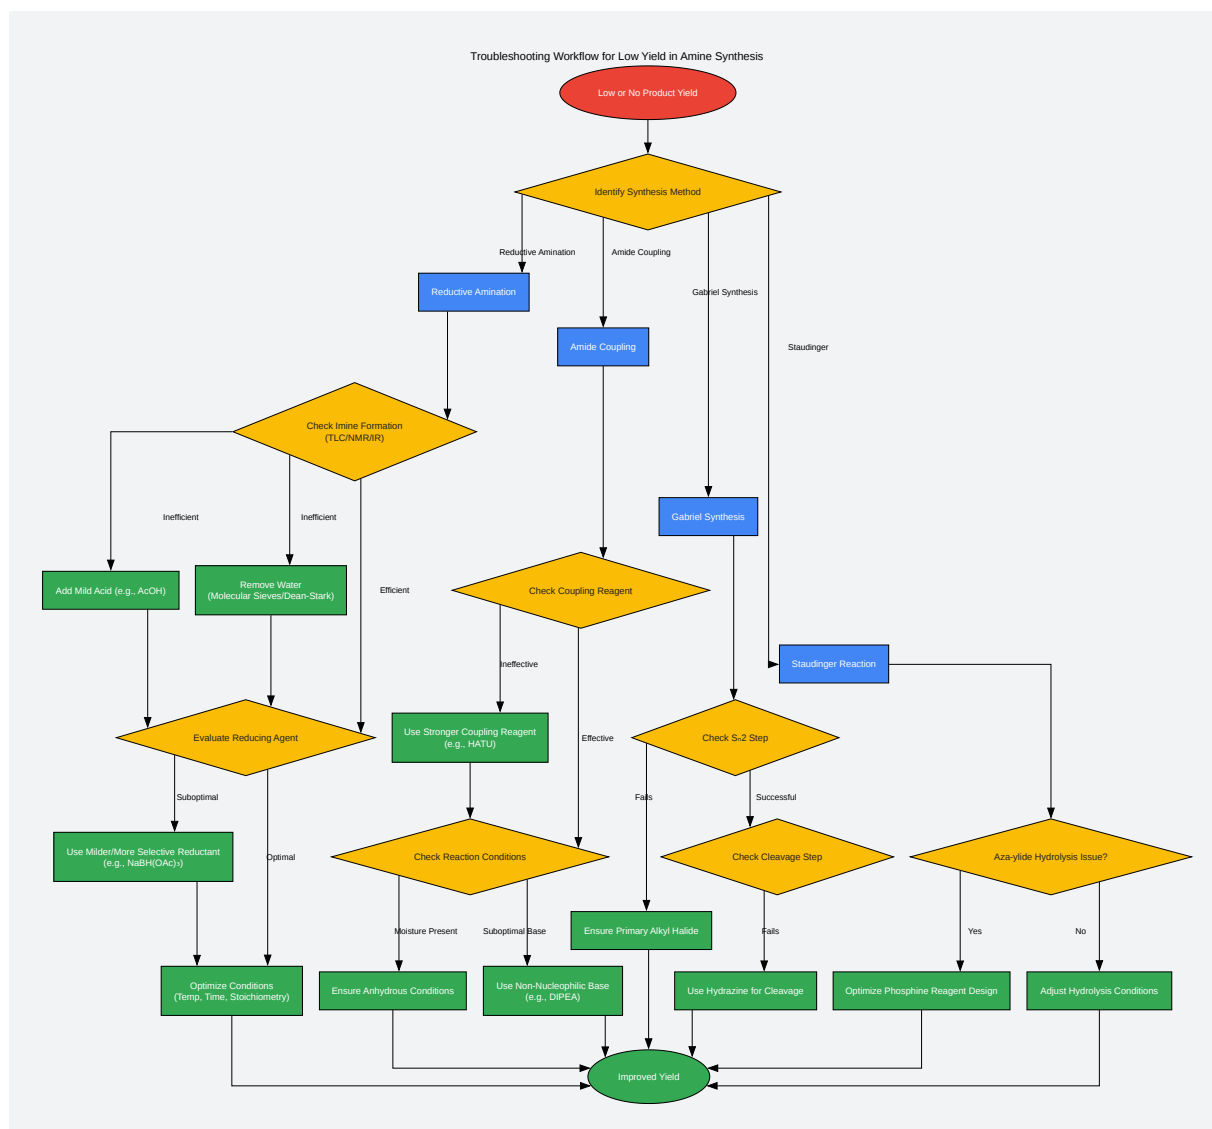 Troubleshooting Workflow for Low Yield in Amine Synthesis
Low or No Product Yield
Identify Synthesis Method
Reductive Amination
Amide Coupling
Gabriel Synthesis
Reductive Amination
Amide Coupling
Staudinger
Check Imine Formation
(TLC/NMR/IR)
Inefficient
Inefficient
Gabriel Synthesis
Add Mild Acid (e.g., AcOH)
Remove Water
(Molecular Sieves/Dean-Stark)
Efficient
Check Coupling Reagent
Ineffective
Staudinger Reaction
Evaluate Reducing Agent
Use Stronger Coupling Reagent
(e.g., HATU)
Effective
Check Sₙ2 Step
Suboptimal
Fails
Successful
Use Milder/More Selective Reductant
(e.g., NaBH(OAc)₃)
Optimal
Check Reaction Conditions
Check Cleavage Step
Aza-ylide Hydrolysis Issue?
Moisture Present
Suboptimal Base
Ensure Primary Alkyl Halide
Fails
Yes
No
Optimize Conditions
(Temp, Time, Stoichiometry)
Ensure Anhydrous Conditions
Use Non-Nucleophilic Base
(e.g., DIPEA)
Use Hydrazine for Cleavage
Optimize Phosphine Reagent Design
Adjust Hydrolysis Conditions
Improved Yield